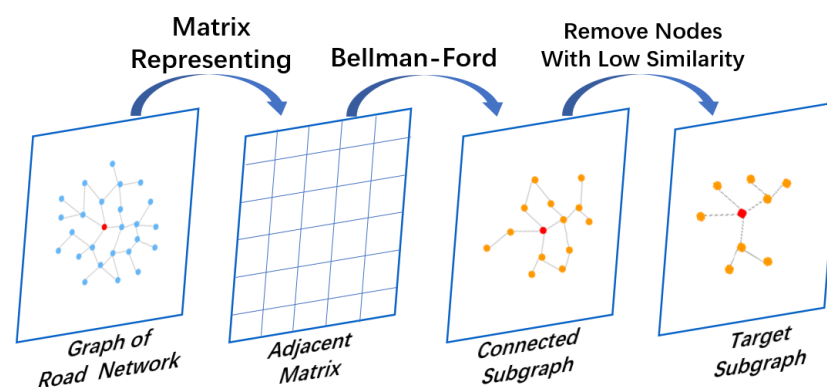 Matrix
Representing
Bellman-Ford
Remove Nodes
With Low Similarity
Graph of
Road Network
Adjacent
Matrix
Connected
Subgraph
Target
Subgraph